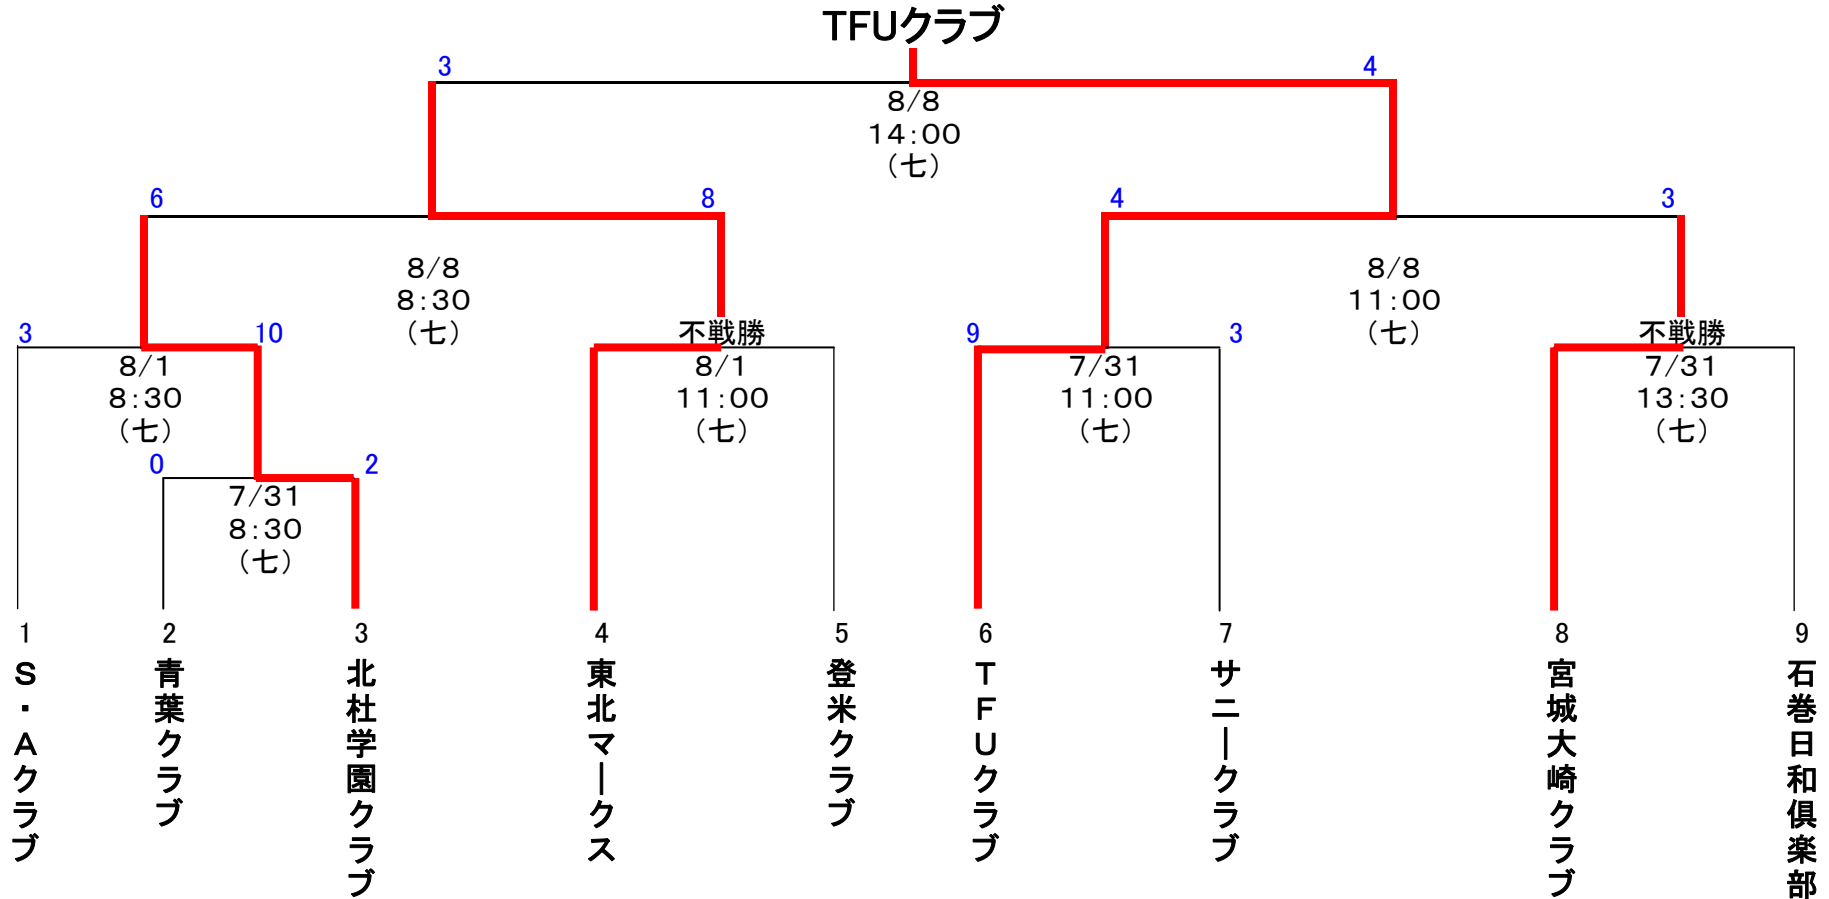 TFUクラブ
3
4
8/8
14:00
(七)
6
8
4
3
8/8
8:30
(七)
8/8
11:00
(七)
3
10
不戦勝
9
3
不戦勝
8/1
8:30
(七)
8/1
11:00
(七)
7/31
11:00
(七)
7/31
13:30
(七)
0
2
7/31
8:30
(七)
1
2
3
4
5
6
7
8
9
S・Aクラブ
青葉クラブ
北杜学園クラブ
東北マークス
登米クラブ
TFUクラブ
サニークラブ
宮城大崎クラブ
石巻日和倶楽部